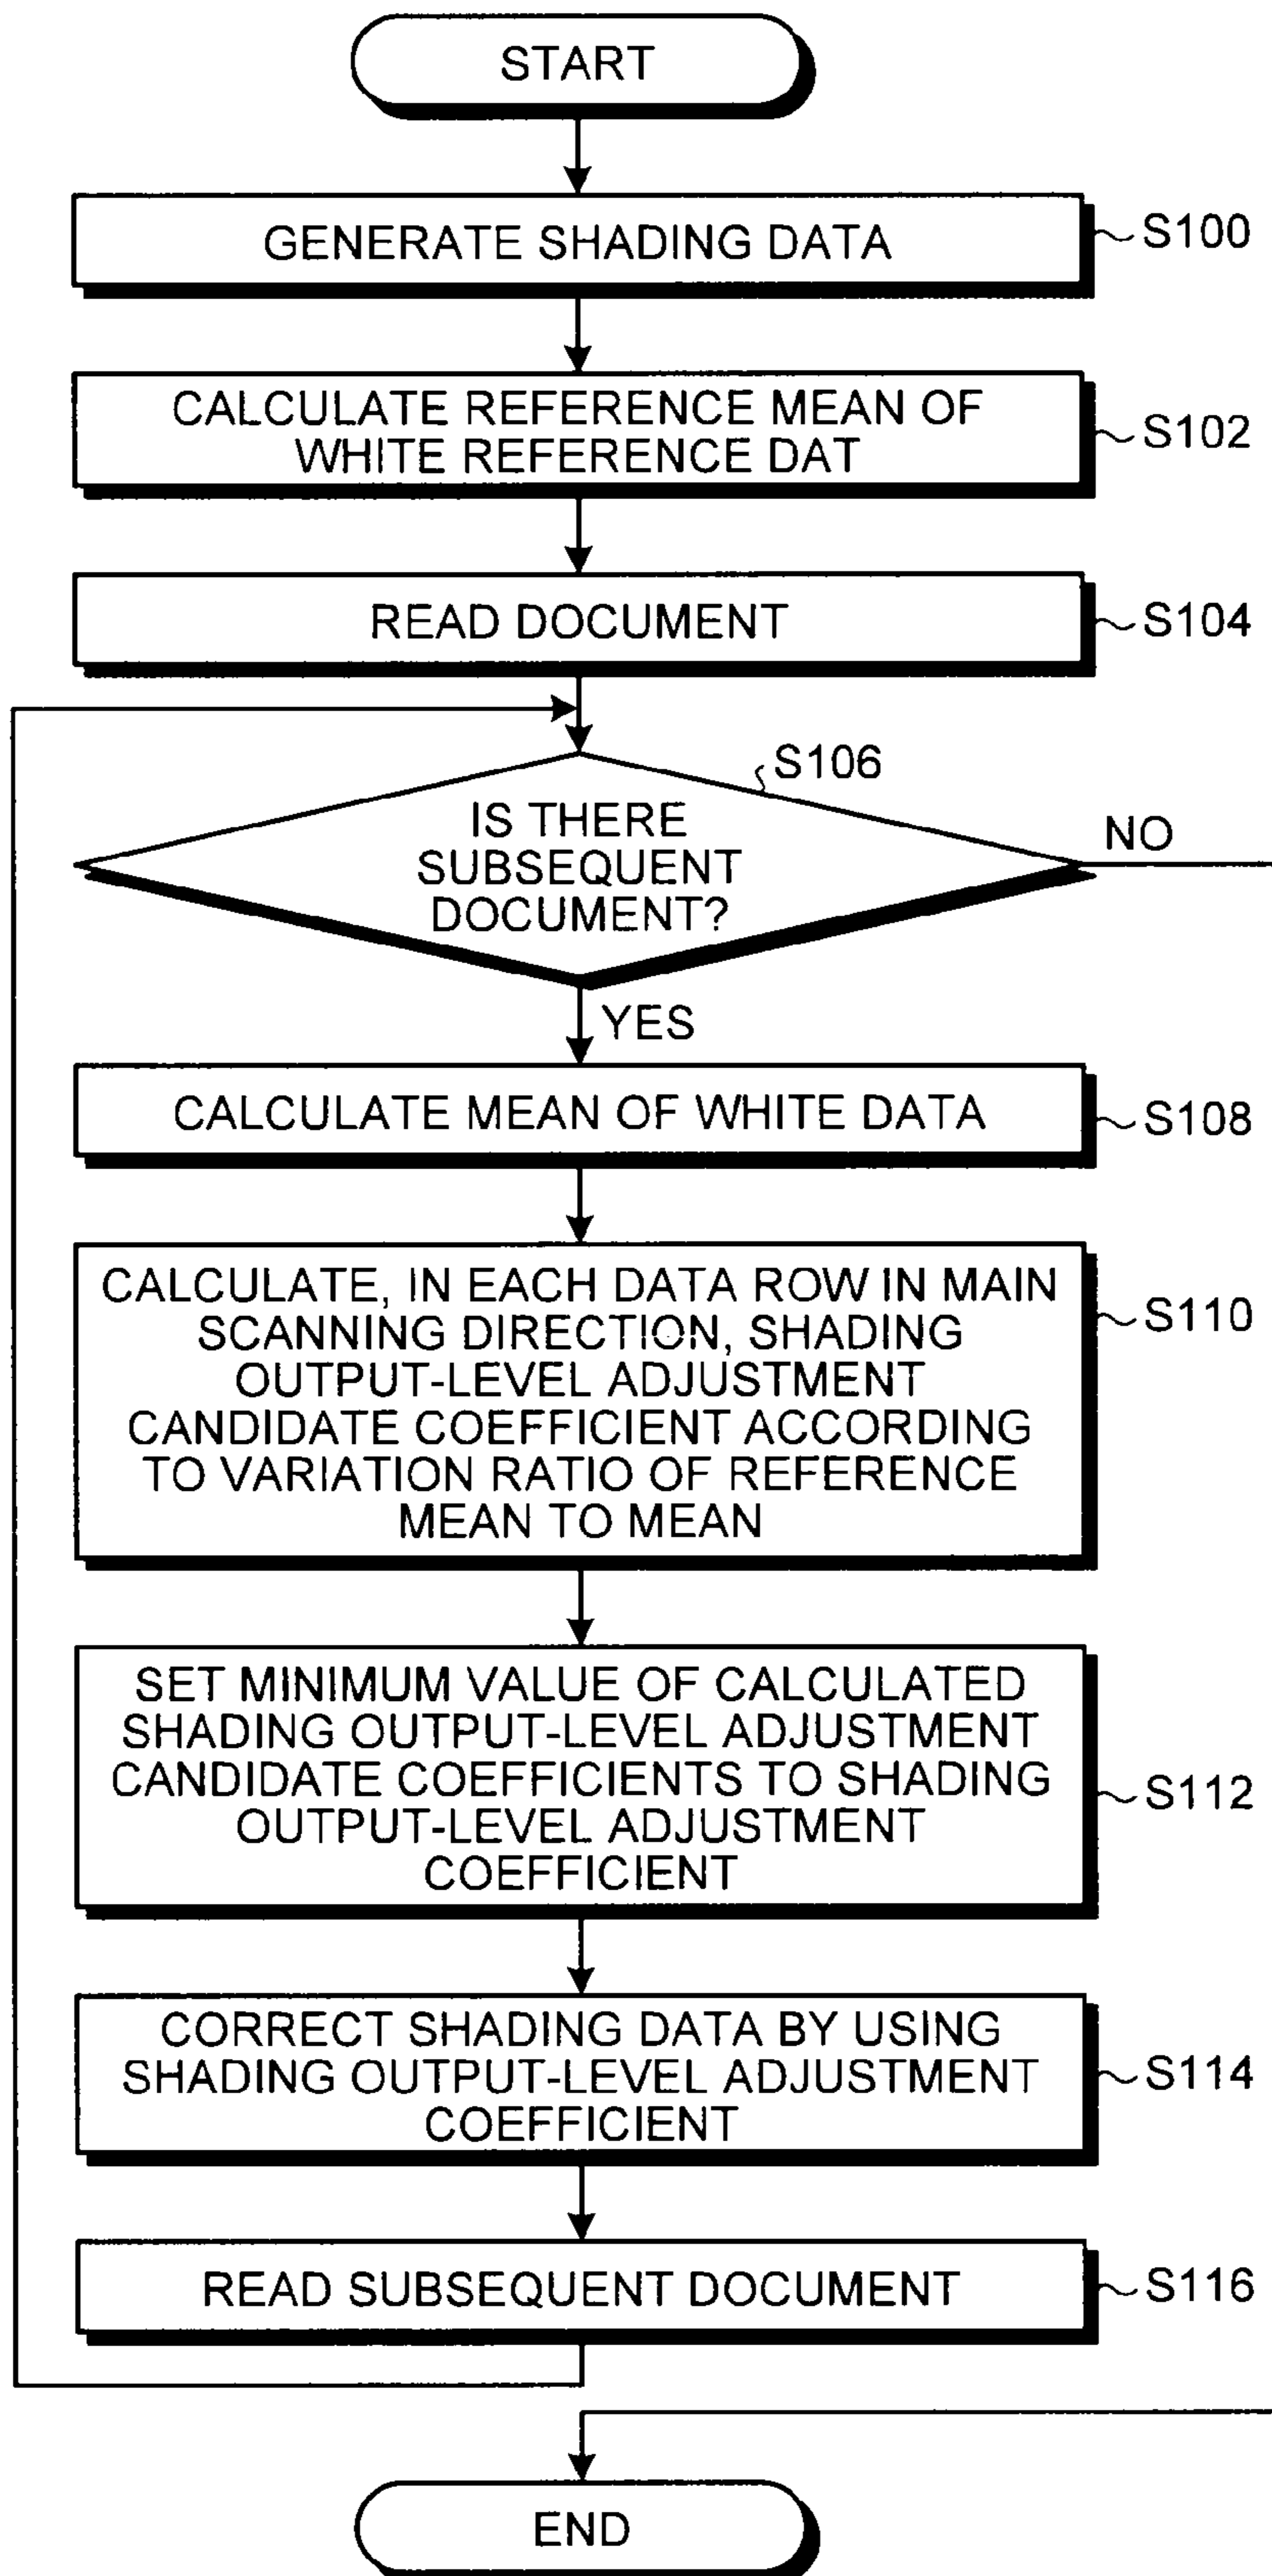 START
GENERATE SHADING DATA
S100
CALCULATE REFERENCE MEAN OF
WHITE REFERENCE DAT
S102
READ DOCUMENT
S104
S106
IS THERE
SUBSEQUENT
DOCUMENT?
NO
YES
CALCULATE MEAN OF WHITE DATA
S108
CALCULATE, IN EACH DATA ROW IN MAIN
SCANNING DIRECTION, SHADING
OUTPUT-LEVEL ADJUSTMENT
CANDIDATE COEFFICIENT ACCORDING
TO VARIATION RATIO OF REFERENCE
MEAN TO MEAN
S110
SET MINIMUM VALUE OF CALCULATED
SHADING OUTPUT-LEVEL ADJUSTMENT
CANDIDATE COEFFICIENTS TO SHADING
OUTPUT-LEVEL ADJUSTMENT
COEFFICIENT
S112
CORRECT SHADING DATA BY USING
SHADING OUTPUT-LEVEL ADJUSTMENT
COEFFICIENT
S114
READ SUBSEQUENT DOCUMENT
S116
END